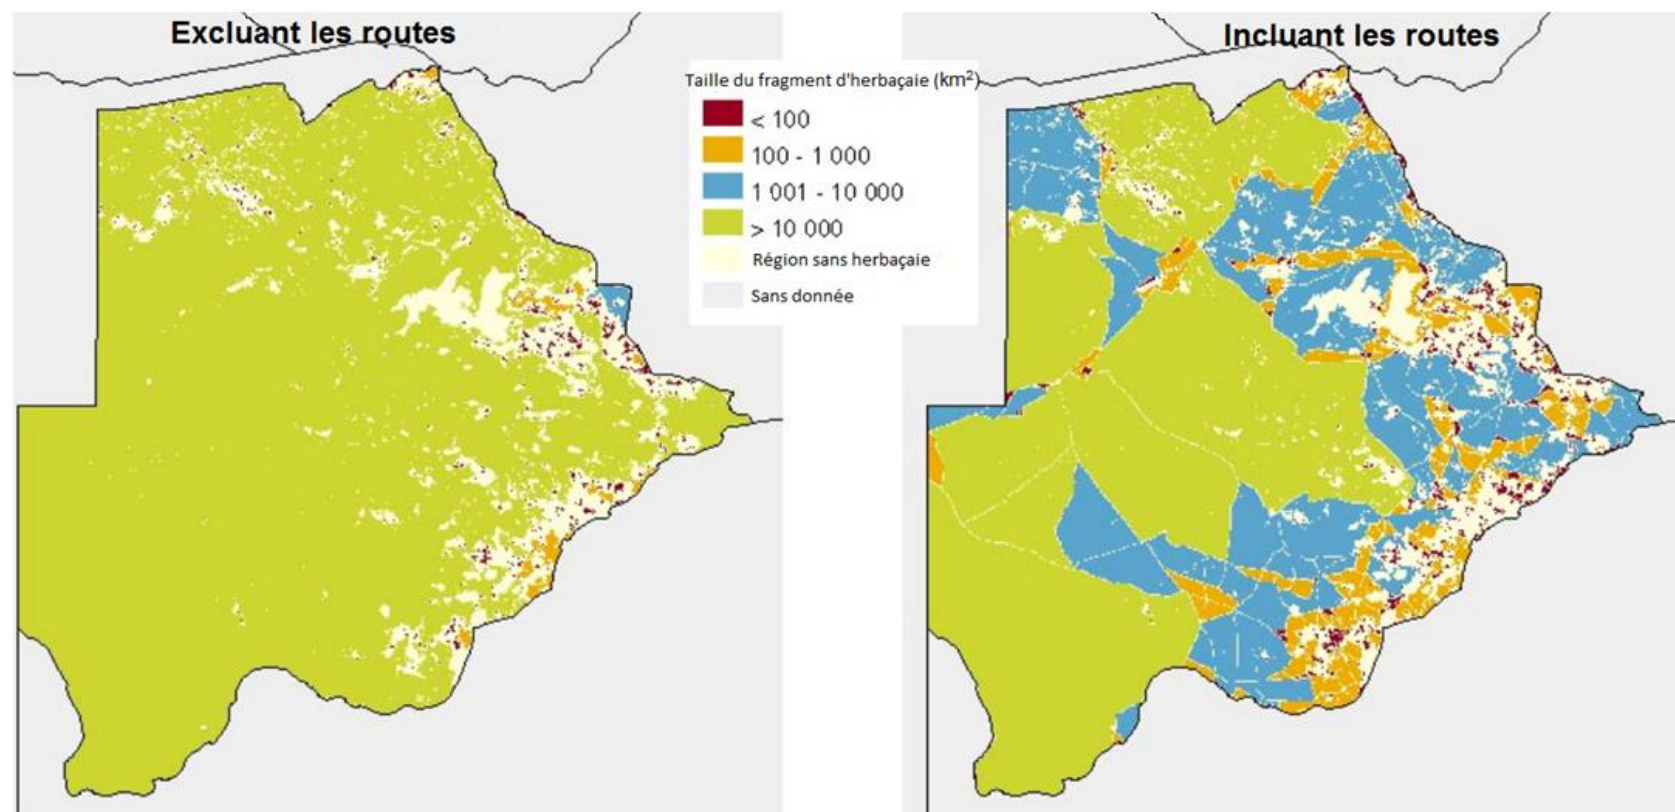 Excluant les routes
Incluant les routes
Taille du fragment d'herbaçaie (km²)
< 100
100 - 1 000
1 001 - 10 000
> 10 000
Région sans herbaçaie
Sans donnée